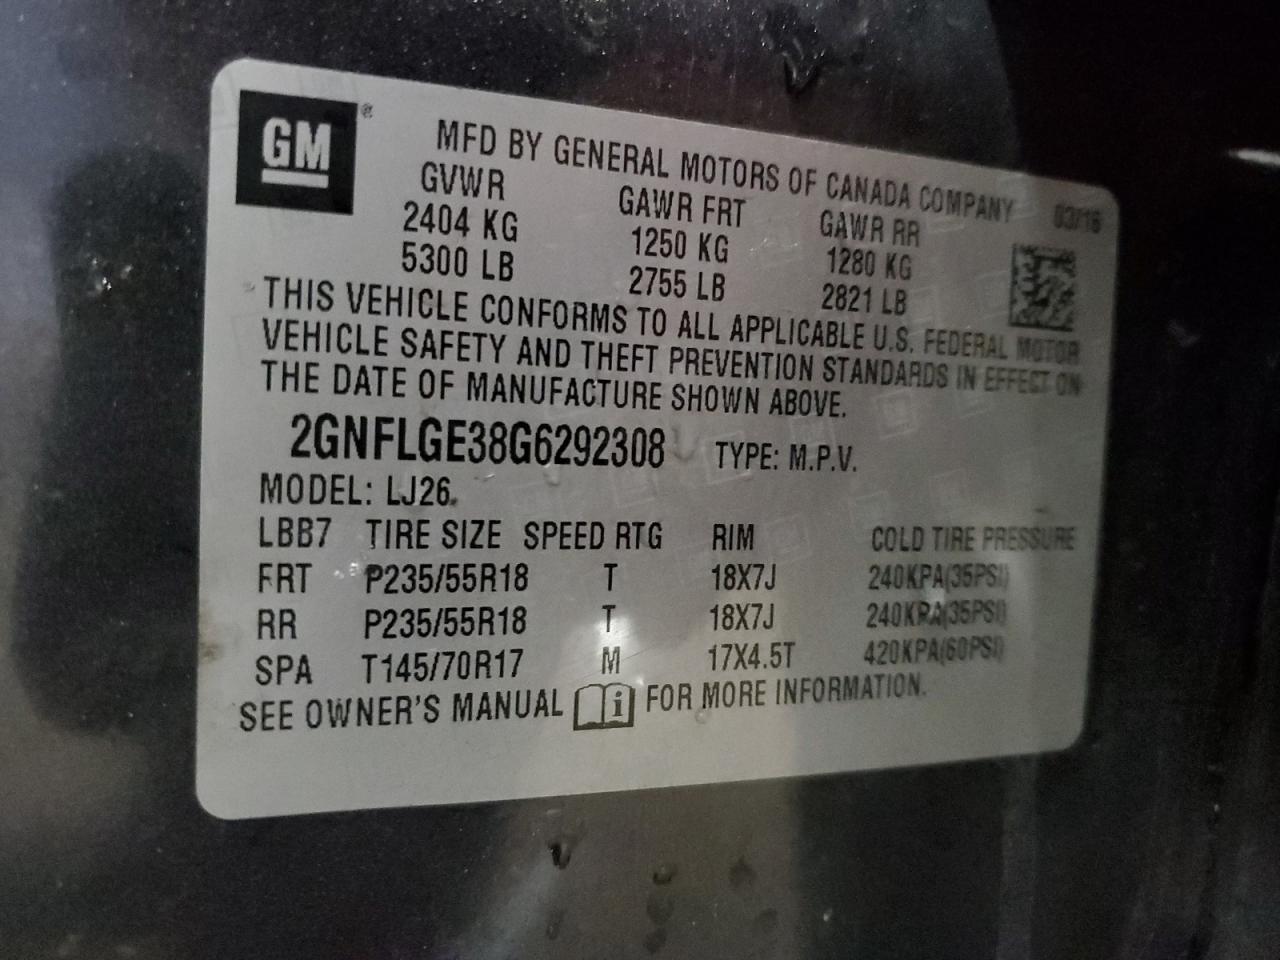 GM ®
MFD BY GENERAL MOTORS OF CANADA COMPANY 03/16
GVWR GAWR FRT GAWR RR
2404 KG 1250 KG 1280 KG
5300 LB 2755 LB 2821 LB
THIS VEHICLE CONFORMS TO ALL APPLICABLE U.S. FEDERAL MOTOR
VEHICLE SAFETY AND THEFT PREVENTION STANDARDS IN EFFECT ON
THE DATE OF MANUFACTURE SHOWN ABOVE.
2GNFLGE38G6292308 TYPE: M.P.V.
MODEL: LJ26
LBB7 TIRE SIZE SPEED RTG RIM COLD TIRE PRESSURE
FRT P235/55R18 T 18X7J 240KPA(35PSI)
RR P235/55R18 T 18X7J 240KPA(35PSI)
SPA T145/70R17 M 17X4.5T 420KPA(60PSI)
SEE OWNER'S MANUAL i FOR MORE INFORMATION.